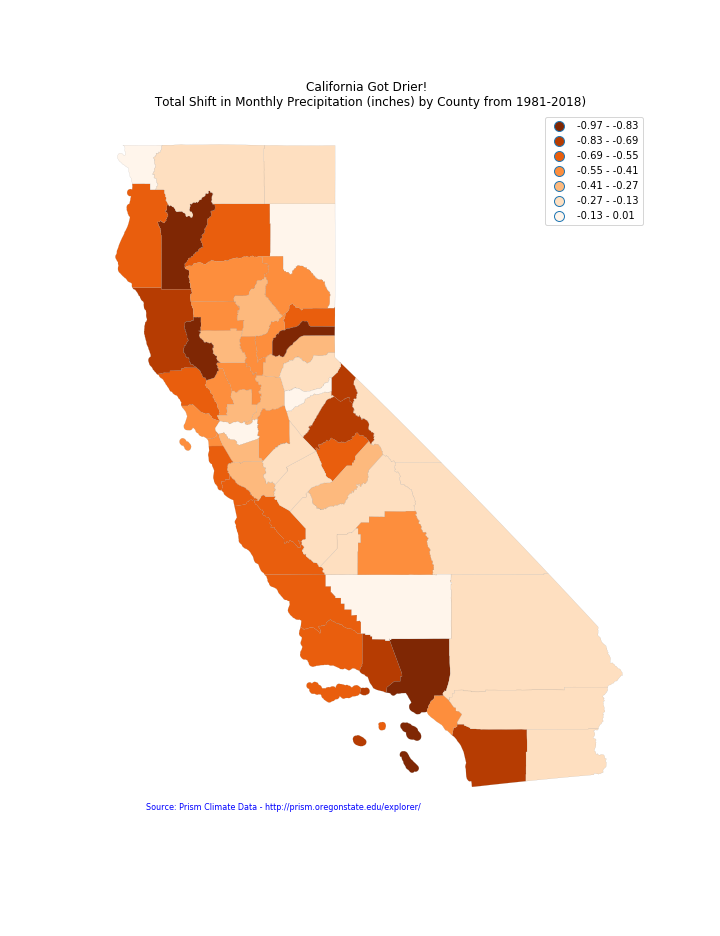 California Got Drier!
Total Shift in Monthly Precipitation (inches) by County from 1981-2018)
-0.97 - -0.83
-0.83 - -0.69
-0.69 - -0.55
-0.55 - -0.41
-0.41 - -0.27
-0.27 - -0.13
-0.13 - 0.01
Source: Prism Climate Data - http://prism.oregonstate.edu/explorer/